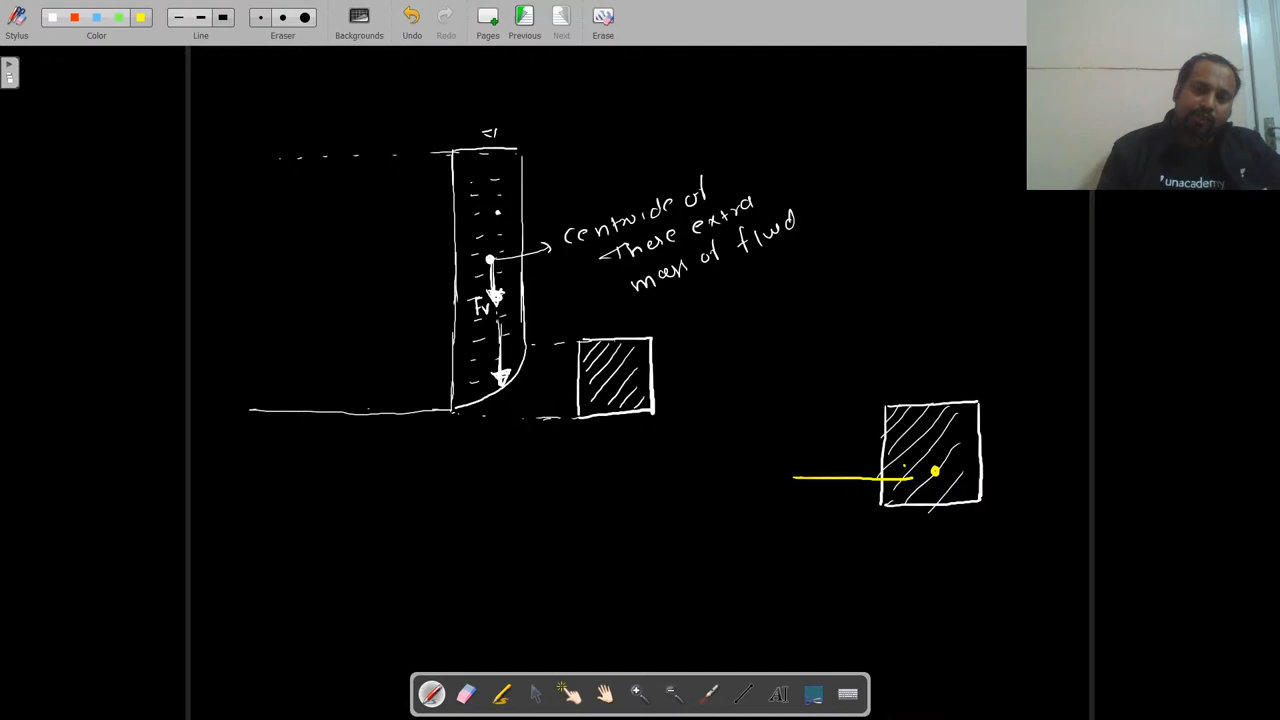 Stylus
Color
Line
Eraser
Backgrounds
Undo
Redo
Pages
Previous
Next
Erase
unacademy
centroide of
These extra
mass of fluid
Fv
AI